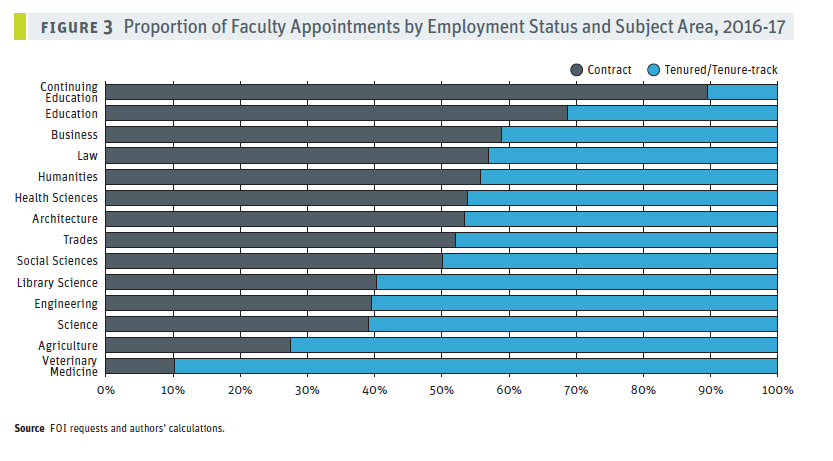 FIGURE 3 Proportion of Faculty Appointments by Employment Status and Subject Area, 2016-17
Contract Tenured/Tenure-track
Continuing
Education
Education
Business
Law
Humanities
Health Sciences
Architecture
Trades
Social Sciences
Library Science
Engineering
Science
Agriculture
Veterinary
Medicine
0% 10% 20% 30% 40% 50% 60% 70% 80% 90% 100%
Source FOI requests and authors' calculations.